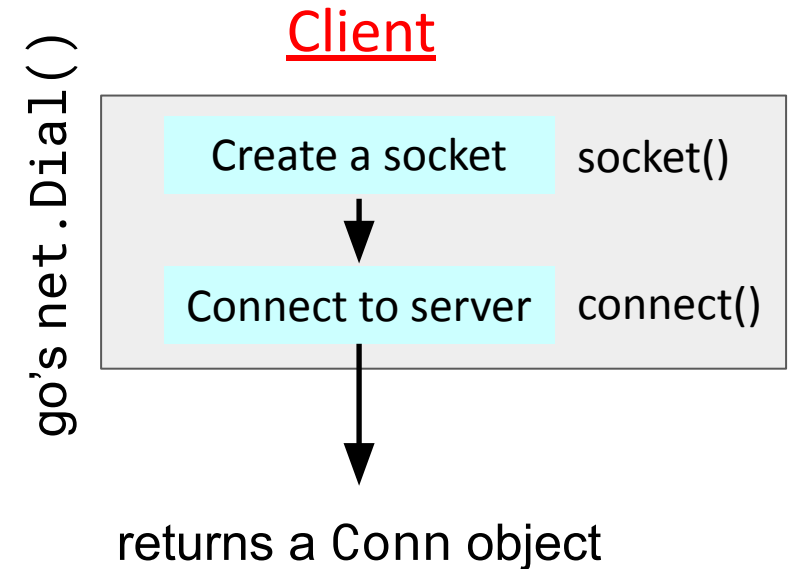 Client
go's net.Dial()
Create a socket
socket()
Connect to server
connect()
returns a Conn object